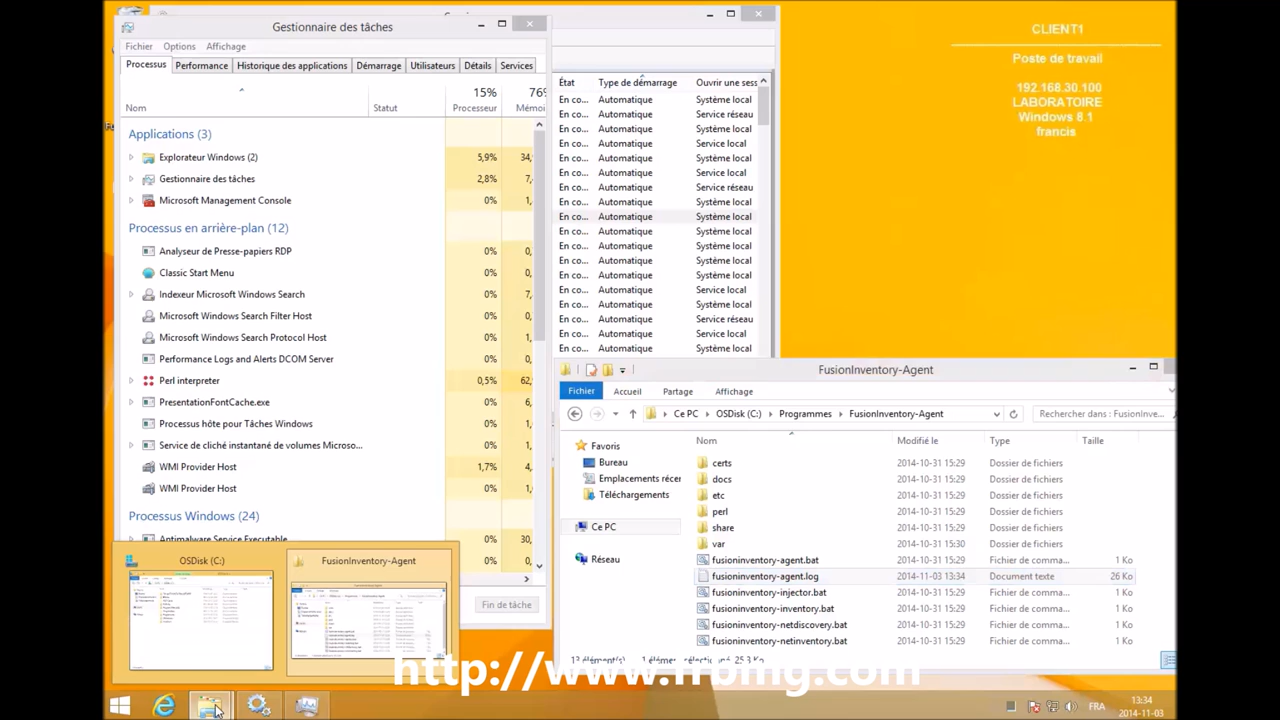 Gestionnaire des tâches
Fichier Options Affichage
Processus Performance Historique des applications Démarrage Utilisateurs Détails Services
15% 76%
Nom Statut Processeur Mémoi
Applications (3)
Explorateur Windows (2) 5,9% 34,
Gestionnaire des tâches 2,8% 7,
Microsoft Management Console 0% 1,
Processus en arrière-plan (12)
Analyseur de Presse-papiers RDP 0% 0,
Classic Start Menu 0% 0,
Indexeur Microsoft Windows Search 0% 7,
Microsoft Windows Search Filter Host 0% 0,
Microsoft Windows Search Protocol Host 0% 1,
Performance Logs and Alerts DCOM Server 0% 0,
Perl interpreter 0,5% 62,
PresentationFontCache.exe 0% 0,
Processus hôte pour Tâches Windows 0% 1,
Service de cliché instantané de volumes Microso... 0% 1,
WMI Provider Host 1,7% 4,
WMI Provider Host 0% 1,
Processus Windows (24)
Antimalware Service Executable 0% 30,
0% 0,
Fin de tâche
État Type de démarrage Ouvrir une sess
En co... Automatique Système local
En co... Automatique Service réseau
En co... Automatique Système local
En co... Automatique Service local
En co... Automatique Système local
En co... Automatique Service local
En co... Automatique Service réseau
En co... Automatique Système local
En co... Automatique Système local
En co... Automatique Système local
En co... Automatique Système local
En co... Automatique Système local
En co... Automatique Système local
En co... Automatique Service local
En co... Automatique Système local
En co... Automatique Service réseau
En co... Automatique Service local
En co... Automatique Système local
CLIENT1
Poste de travail
192.168.30.100
LABORATOIRE
Windows 8.1
francis
FusionInventory-Agent
Fichier Accueil Partage Affichage
Ce PC OSDisk (C:) Programmes FusionInventory-Agent Rechercher dans : FusionInve...
Favoris
Bureau
Emplacements récer
Téléchargements
Ce PC
Réseau
Nom Modifié le Type Taille
certs 2014-10-31 15:29 Dossier de fichiers
docs 2014-10-31 15:29 Dossier de fichiers
etc 2014-10-31 15:29 Dossier de fichiers
perl 2014-10-31 15:29 Dossier de fichiers
share 2014-10-31 15:29 Dossier de fichiers
var 2014-10-31 15:30 Dossier de fichiers
fusioninventory-agent.bat 2014-10-31 15:29 Fichier de comma... 1 Ko
fusioninventory-agent.log 2014-11-03 13:34 Document texte 26 Ko
fusioninventory-injector.bat 2014-10-31 15:29 Fichier de comma... 1 Ko
fusioninventory-inventory.bat 2014-10-31 15:29 Fichier de comma... 1 Ko
fusioninventory-netdiscovery.bat 2014-10-31 15:29 Fichier de comma... 1 Ko
fusioninventory-netinventory.bat 2014-10-31 15:29 Fichier de comma... 1 Ko
OSDisk (C:) FusionInventory-Agent
FRA 13:34
2014-11-03